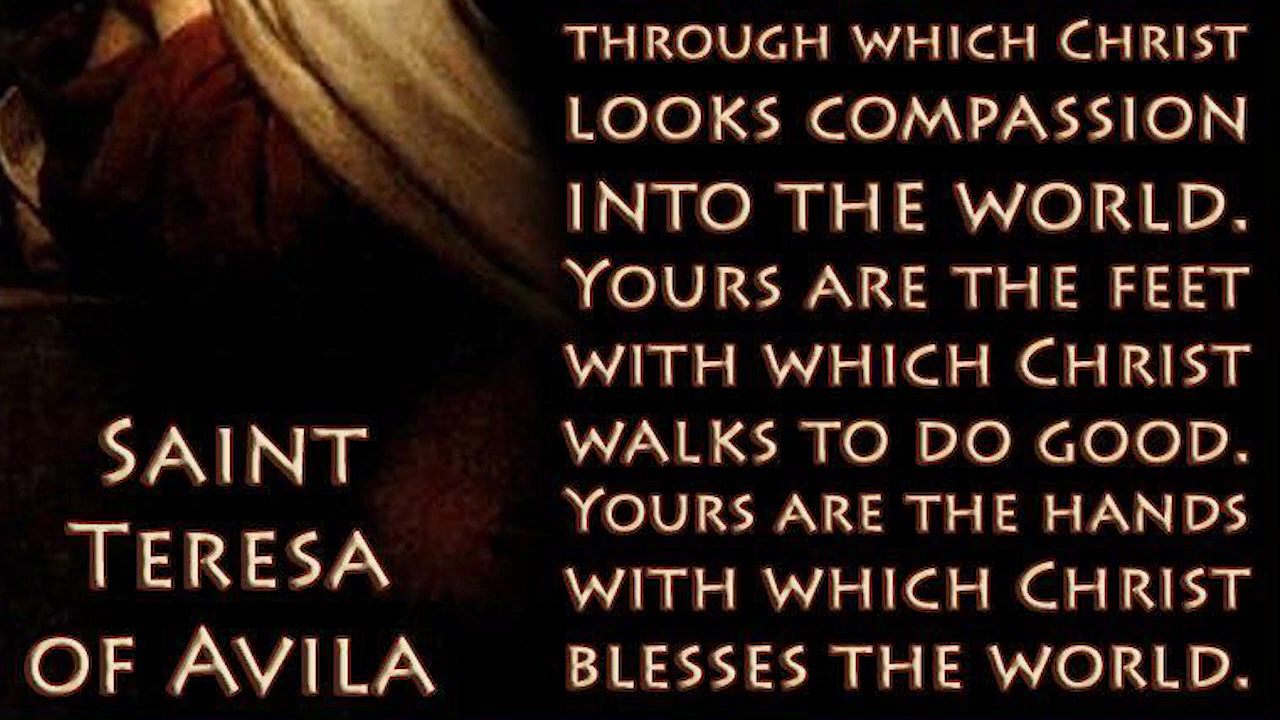 through which Christ
looks compassion
into the world.
Yours are the feet
with which Christ
walks to do good.
Yours are the hands
with which Christ
blesses the world.
Saint
Teresa
of Avila